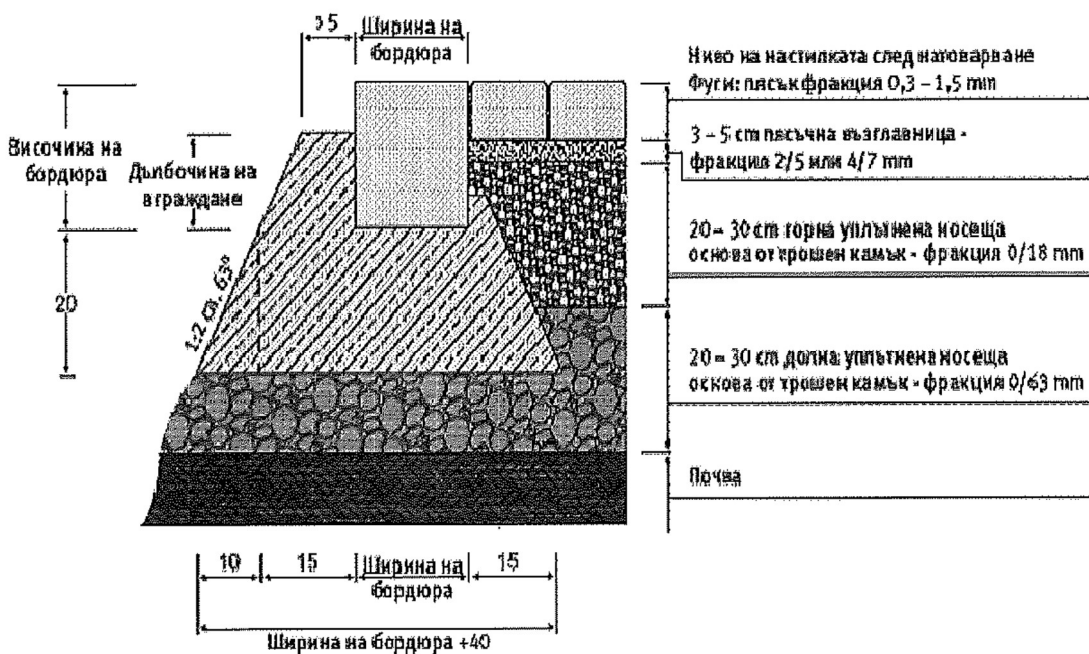 ≥5
Ширина на
бордюра
Височина на
бордюра
Дълбочина на
вграждане
20
1:2 св. 63°
Ниво на настилката след натоварване
Фуги: пясък фракция 0,3 – 1,5 mm
3 – 5 cm пясъчна възглавница -
фракция 2/5 или 4/7 mm
20 – 30 cm горна уплътнена носеща
основа от трошен камък - фракция 0/18 mm
20 – 30 cm долна уплътнена носеща
основа от трошен камък - фракция 0/63 mm
Почва
10
15
Ширина на
бордюра
15
Ширина на бордюра +40